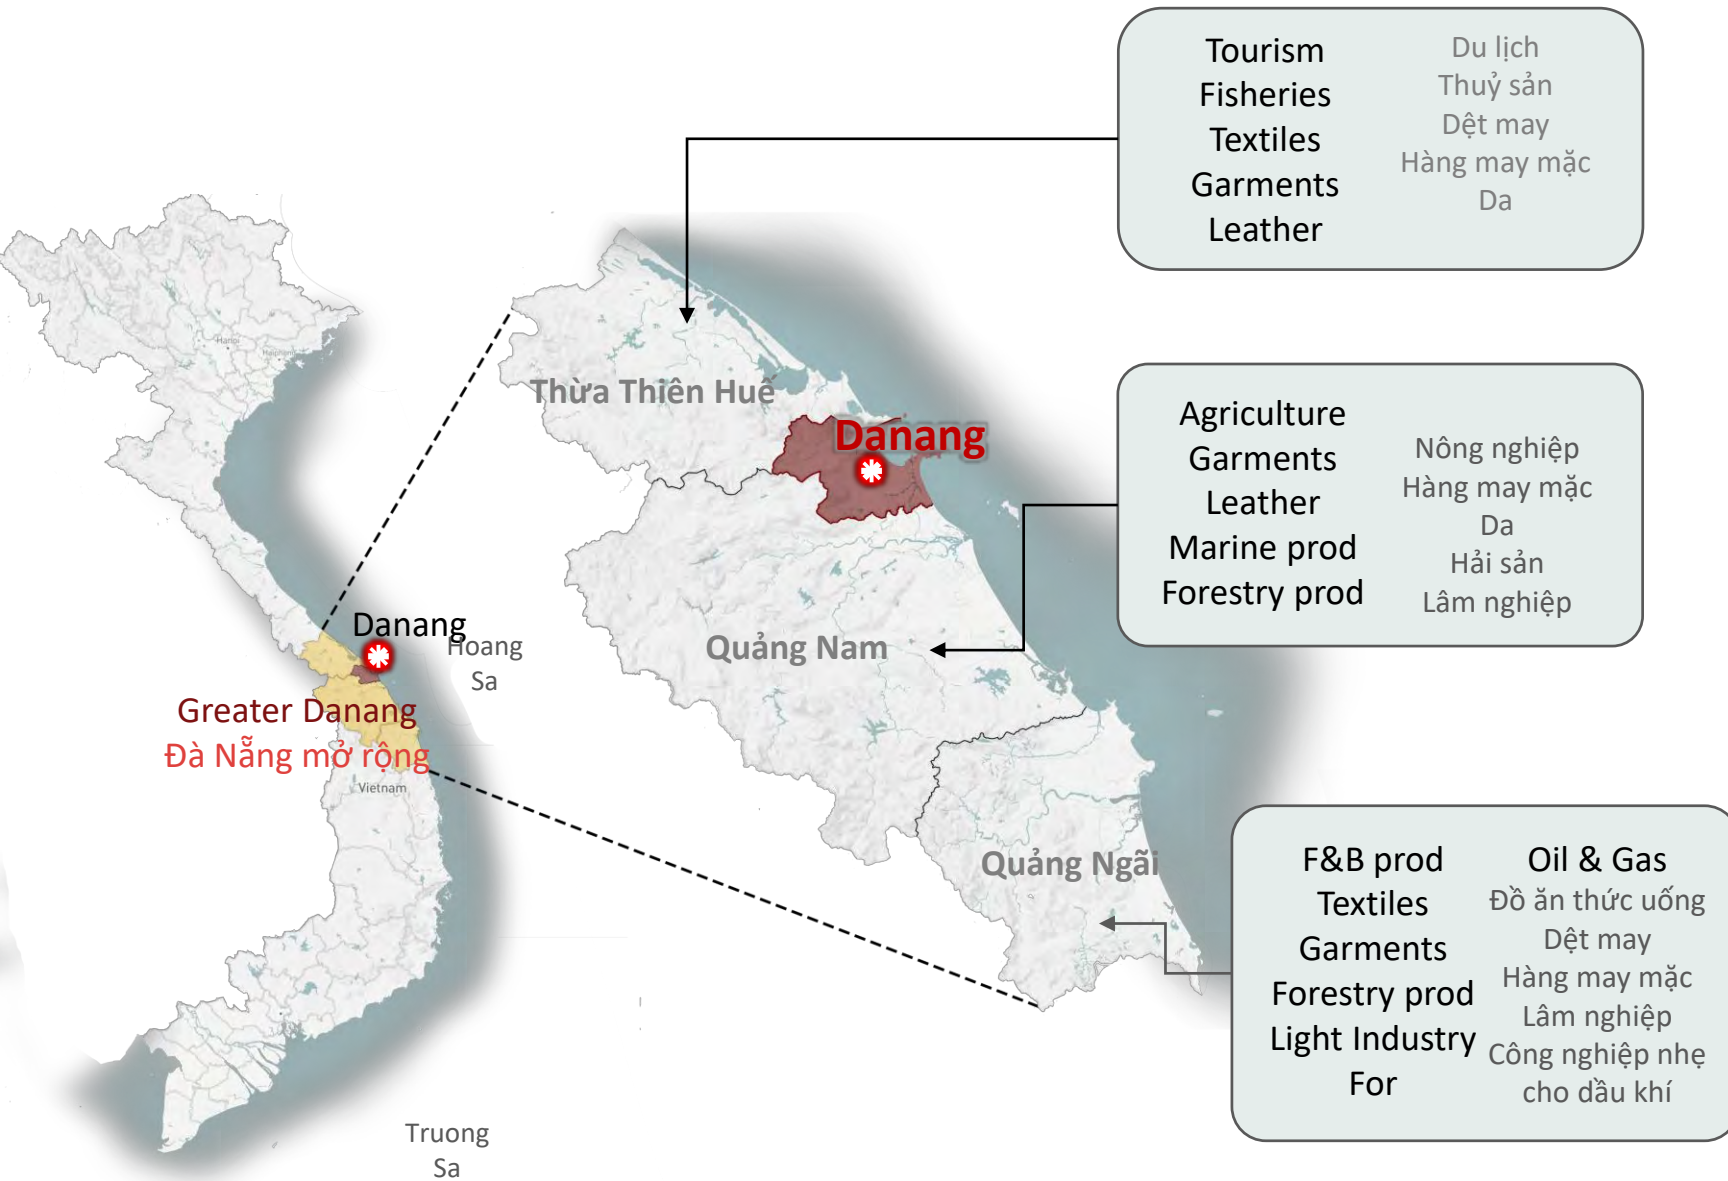 Tourism
Fisheries
Textiles
Garments
Leather
Du lịch
Thuỷ sản
Dệt may
Hàng may mặc
Da
Hanoi
Thừa Thiên Huế
Danang
Agriculture
Garments
Leather
Marine prod
Forestry prod
Nông nghiệp
Hàng may mặc
Da
Hải sản
Lâm nghiệp
Danang
Hoang
Sa
Quảng Nam
Greater Danang
Đà Nẵng mở rộng
Vietnam
Quảng Ngãi
F&B prod
Textiles
Garments
Forestry prod
Light Industry
For
Oil & Gas
Đồ ăn thức uống
Dệt may
Hàng may mặc
Lâm nghiệp
Công nghiệp nhẹ
cho dầu khí
Truong
Sa